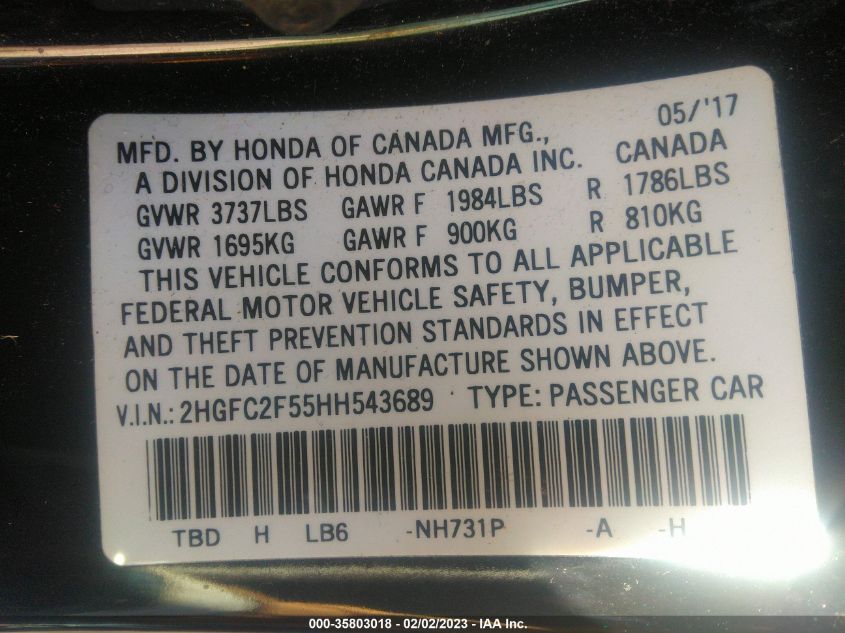 05/'17
MFD. BY HONDA OF CANADA MFG.,
A DIVISION OF HONDA CANADA INC. CANADA
GVWR 3737LBS GAWR F 1984LBS R 1786LBS
GVWR 1695KG GAWR F 900KG R 810KG
THIS VEHICLE CONFORMS TO ALL APPLICABLE
FEDERAL MOTOR VEHICLE SAFETY, BUMPER,
AND THEFT PREVENTION STANDARDS IN EFFECT
ON THE DATE OF MANUFACTURE SHOWN ABOVE.
V.I.N.: 2HGFC2F55HH543689 TYPE: PASSENGER CAR
TBD H LB6 -NH731P -A -H
000-35803018 - 02/02/2023 - IAA Inc.